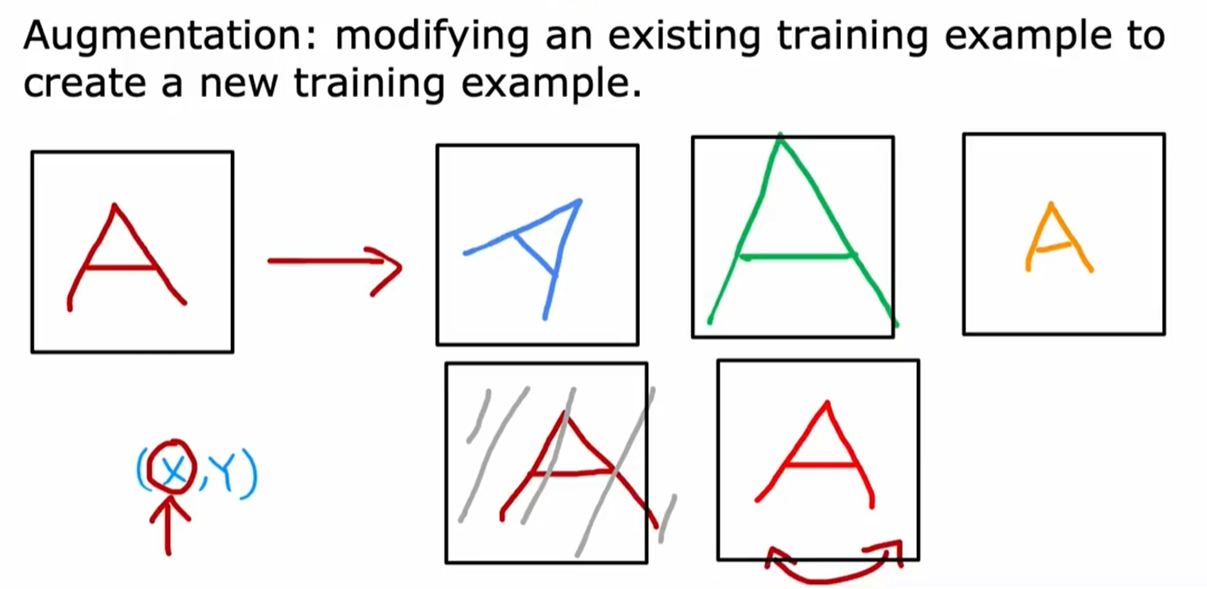 Augmentation: modifying an existing training example to
create a new training example.
A A A A
(X,Y) A A